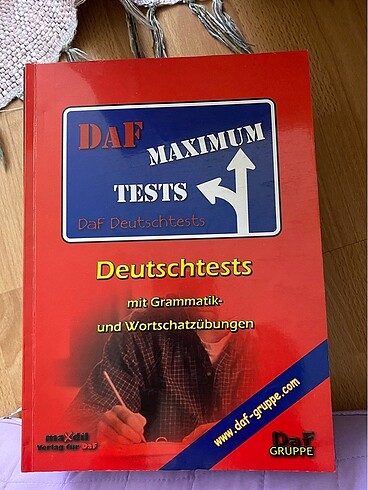 DaF
MAXIMUM
TESTS
DaF Deutschtests
Deutschtests
mit Grammatik-
und Wortschatzübungen
www.daf-gruppe.com
maxdil
Verlag für DaF
DaF
GRUPPE